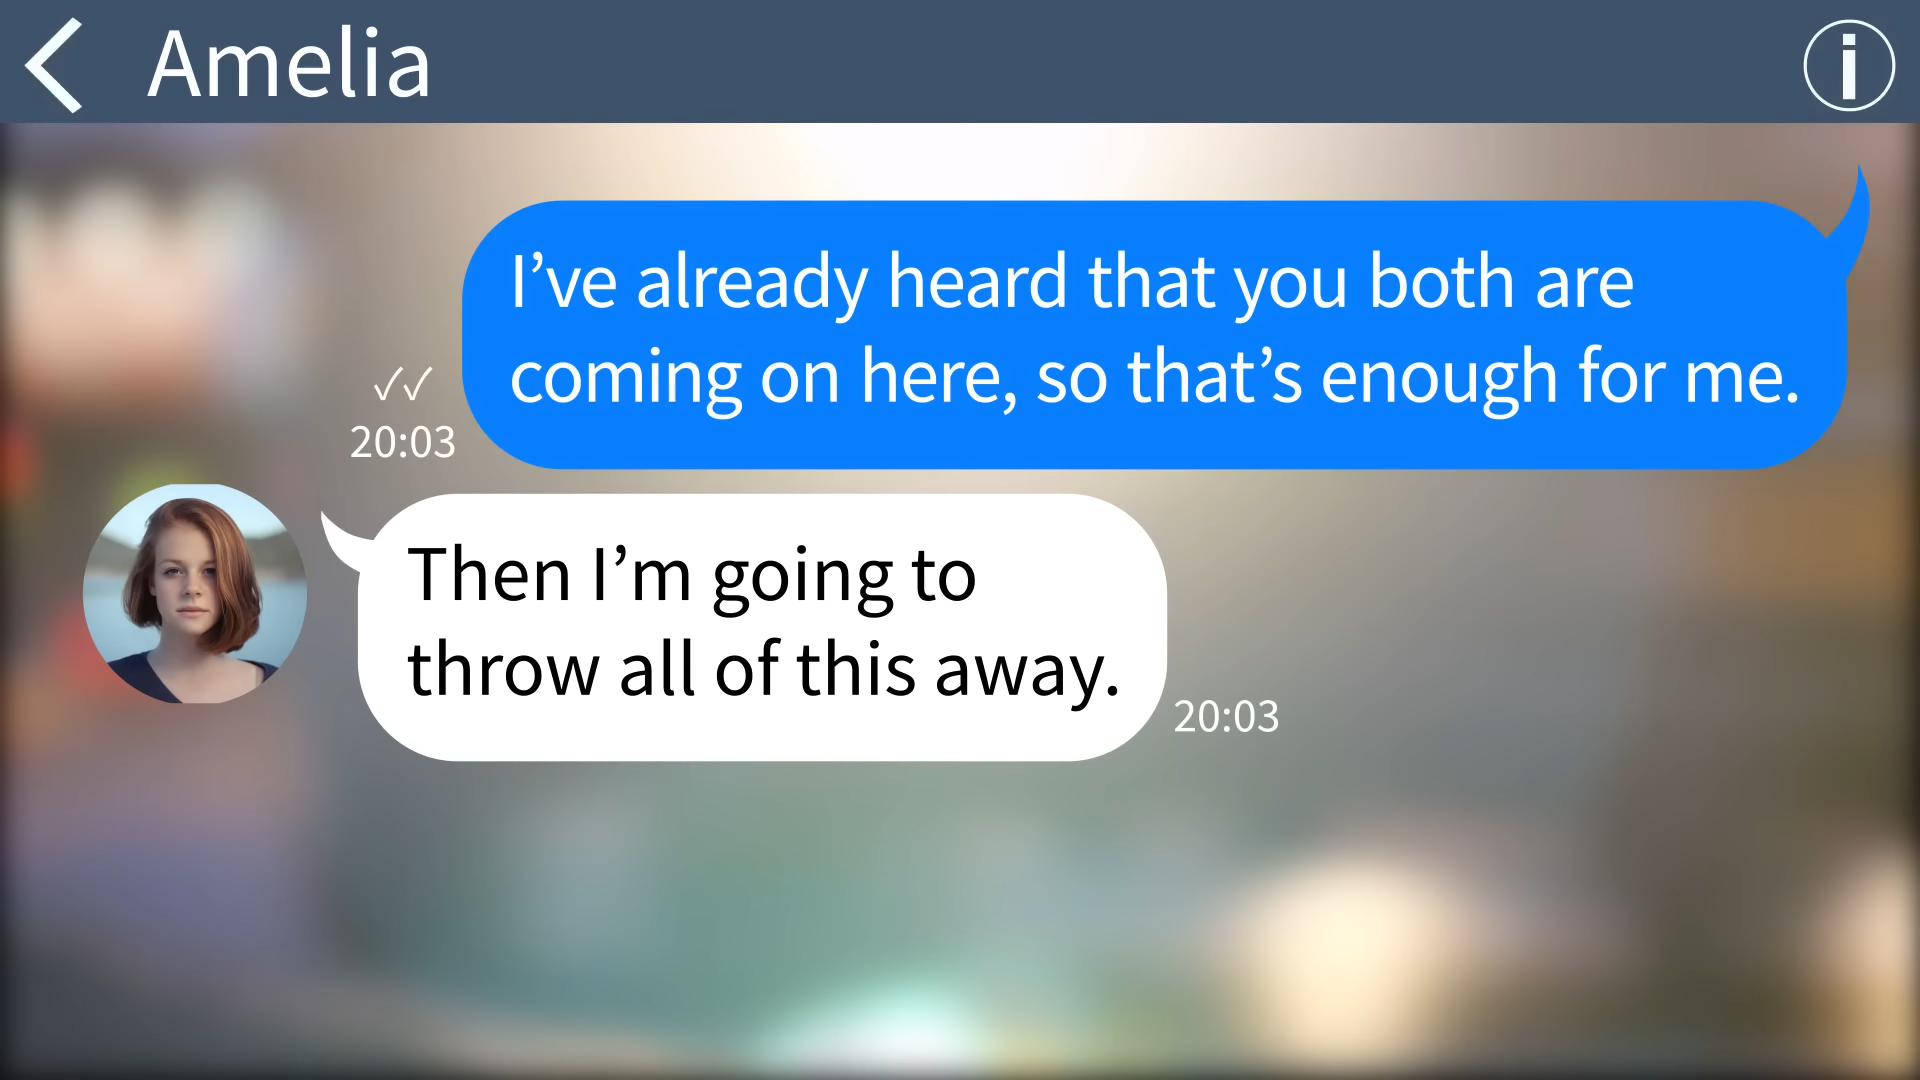 Amelia
I’ve already heard that you both are
coming on here, so that’s enough for me.
✓✓
20:03
Then I’m going to
throw all of this away.
20:03